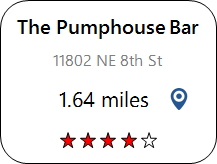 The Pumphouse Bar
11802 NE 8th St
1.64 miles